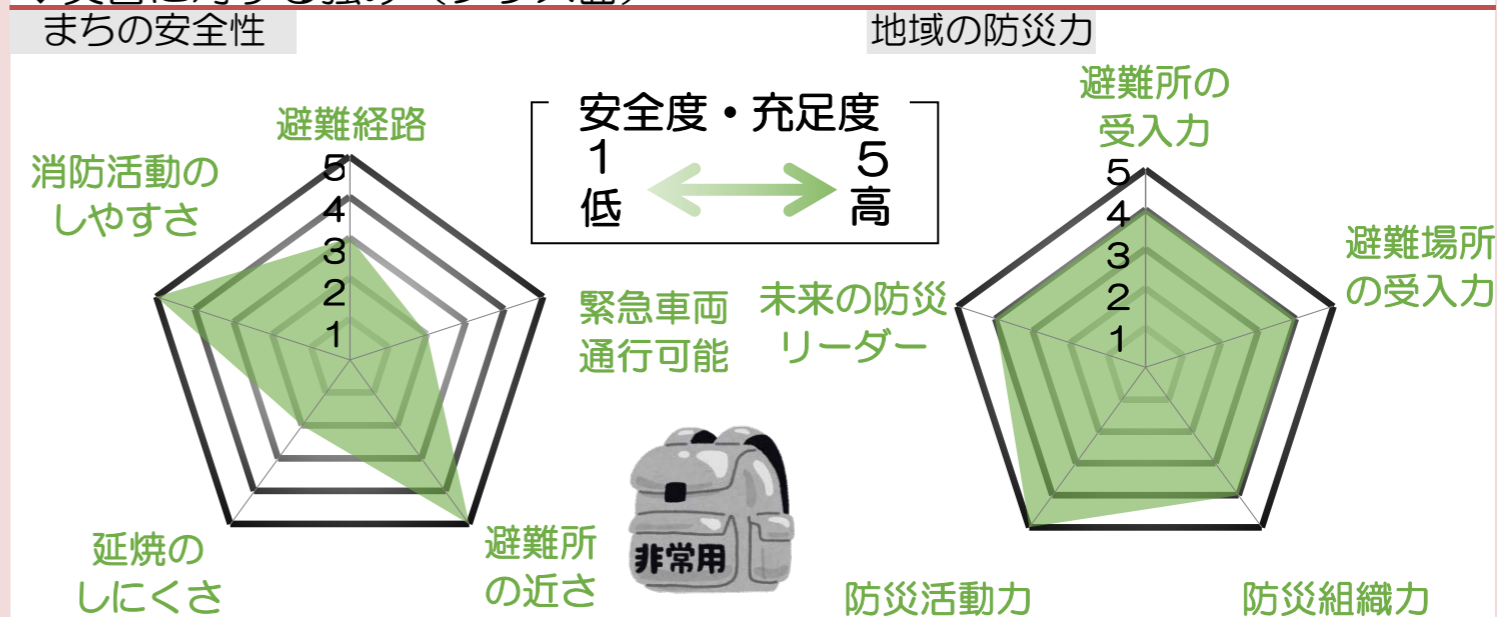 まちの安全性
地域の防災力
安全度・充足度
1
5
低
高
避難経路
消防活動の
しやすさ
緊急車両
通行可能
延焼の
しにくさ
避難所
の近さ
5
4
3
2
1
非常用
避難所の
受入力
避難場所
の受入力
未来の防災
リーダー
防災活動力
防災組織力
5
4
3
2
1